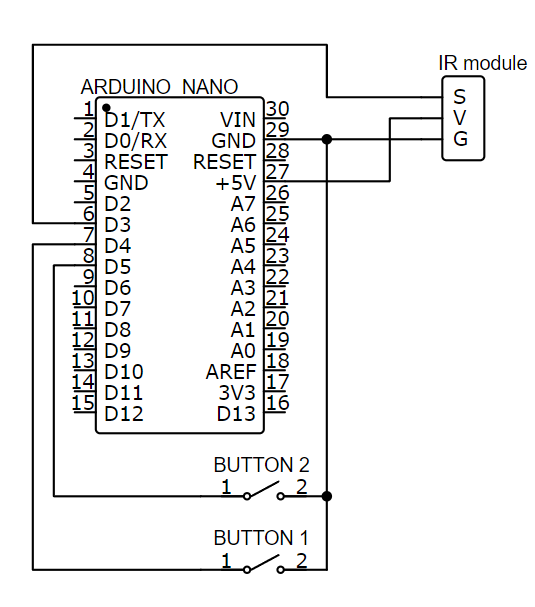 IR module
ARDUINO NANO
S
V
G
1 D1/TX VIN 30
2 D0/RX GND 29
3 RESET RESET 28
4 GND +5V 27
5 D2 A7 26
6 D3 A6 25
7 D4 A5 24
8 D5 A4 23
9 D6 A3 22
10 D7 A2 21
11 D8 A1 20
12 D9 A0 19
13 D10 AREF 18
14 D11 3V3 17
15 D12 D13 16
BUTTON 2
1 2
BUTTON 1
1 2